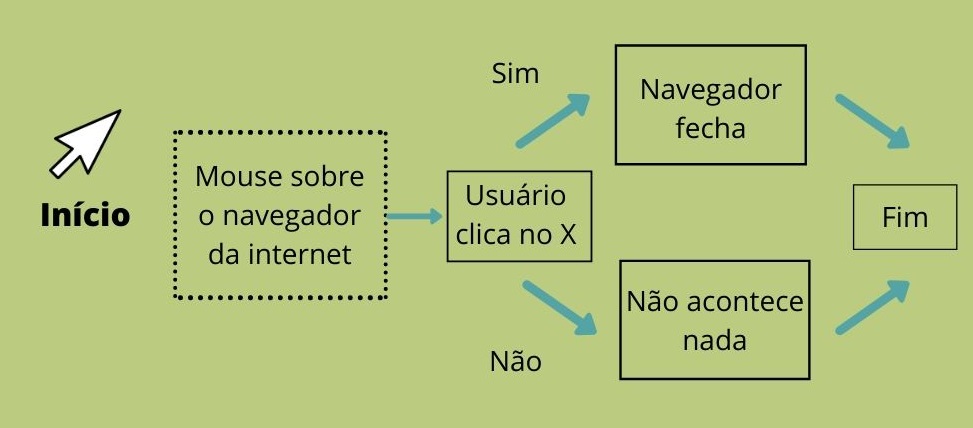 Início
Mouse sobre
o navegador
da internet
Usuário
clica no X
Sim
Navegador
fecha
Não
Não acontece
nada
Fim